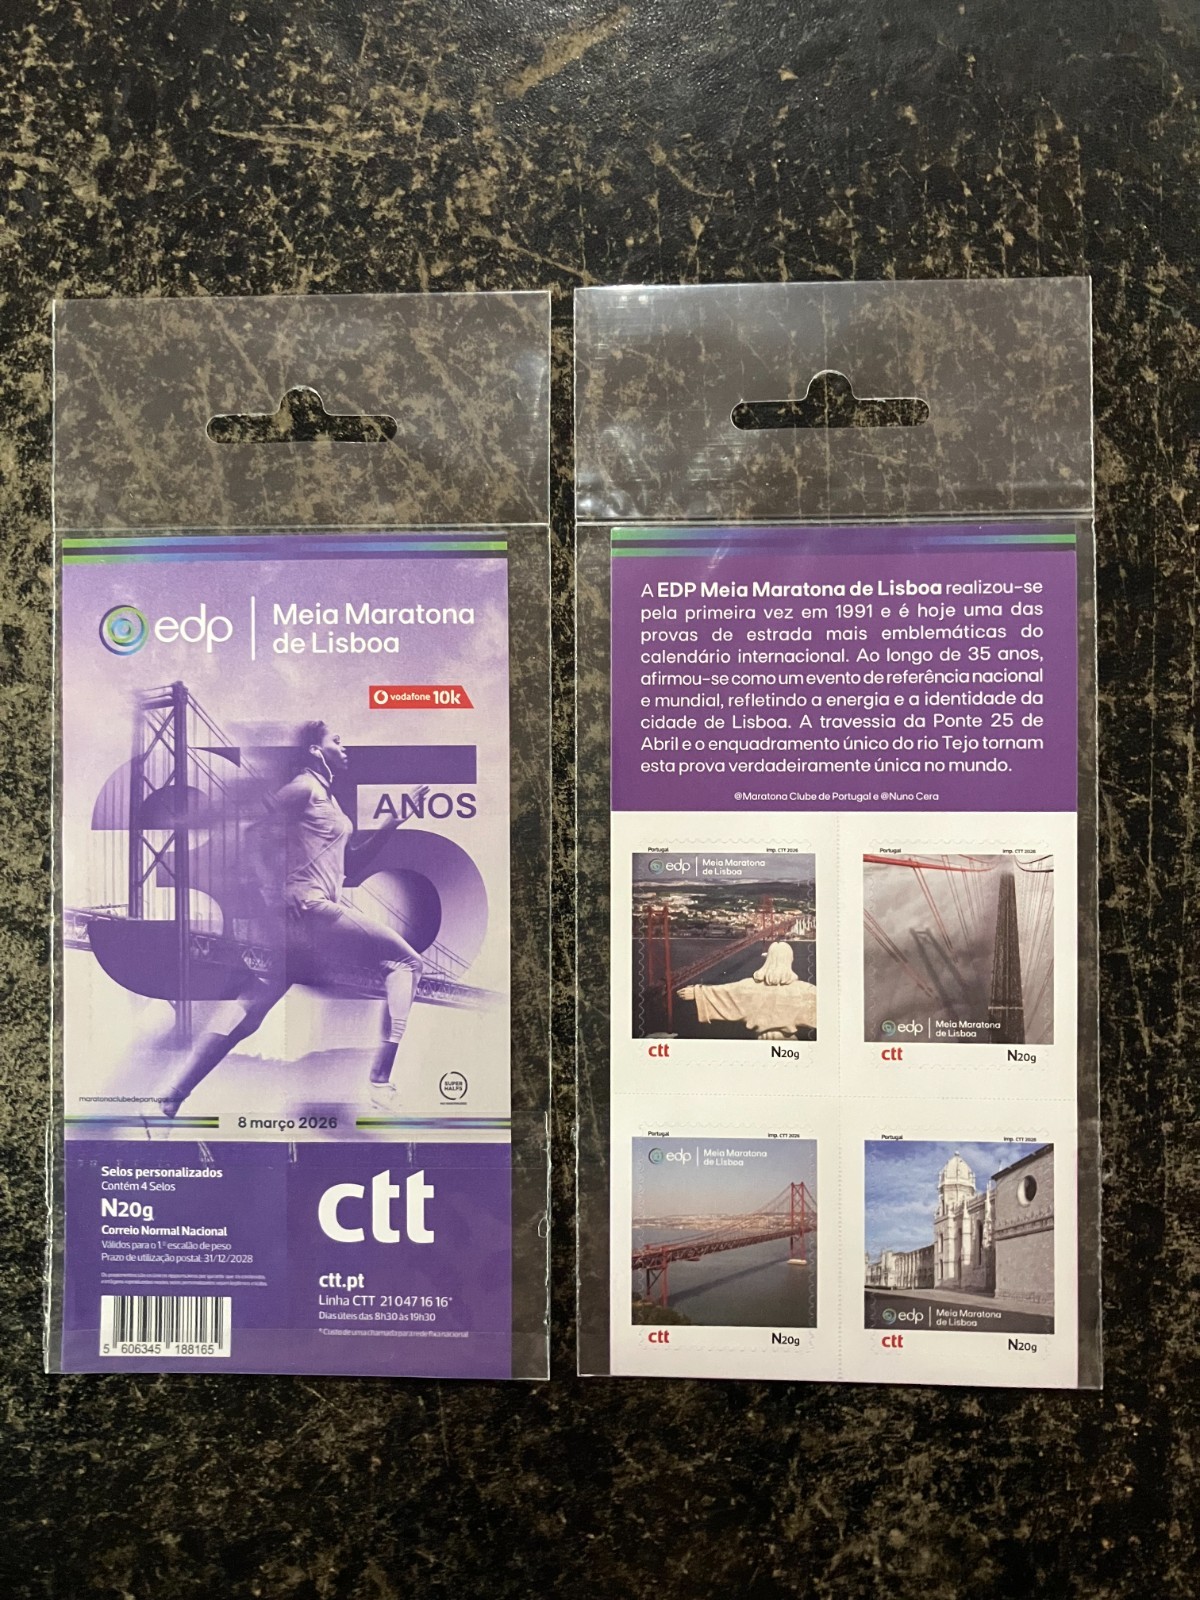 edp
Meia Maratona
de Lisboa
vodafone 10k
35
ANOS
SUPER
HALFS
8 março 2026
Selos personalizados
Contém 4 Selos
N20g
Correio Normal Nacional
Válidos para o 1.º escalão de peso
Prazo de utilização postal: 31/12/2028
5 606345 188165
ctt
ctt.pt
Linha CTT 21 047 16 16*
Dias úteis das 8h30 às 19h30
* Custo de uma chamada para a rede fixa nacional
A EDP Meia Maratona de Lisboa realizou-se
pela primeira vez em 1991 e é hoje uma das
provas de estrada mais emblemáticas do
calendário internacional. Ao longo de 35 anos,
afirmou-se como um evento de referência nacional
e mundial, refletindo a energia e a identidade da
cidade de Lisboa. A travessia da Ponte 25 de
Abril e o enquadramento único do rio Tejo tornam
esta prova verdadeiramente única no mundo.
@Maratona Clube de Portugal e @Nuno Cera
Portugal
Imp. CTT 2026
edp
Meia Maratona
de Lisboa
ctt
N20g
Portugal
Imp. CTT 2026
edp
Meia Maratona
de Lisboa
ctt
N20g
Portugal
Imp. CTT 2026
edp
Meia Maratona
de Lisboa
ctt
N20g
Portugal
Imp. CTT 2026
edp
Meia Maratona
de Lisboa
ctt
N20g